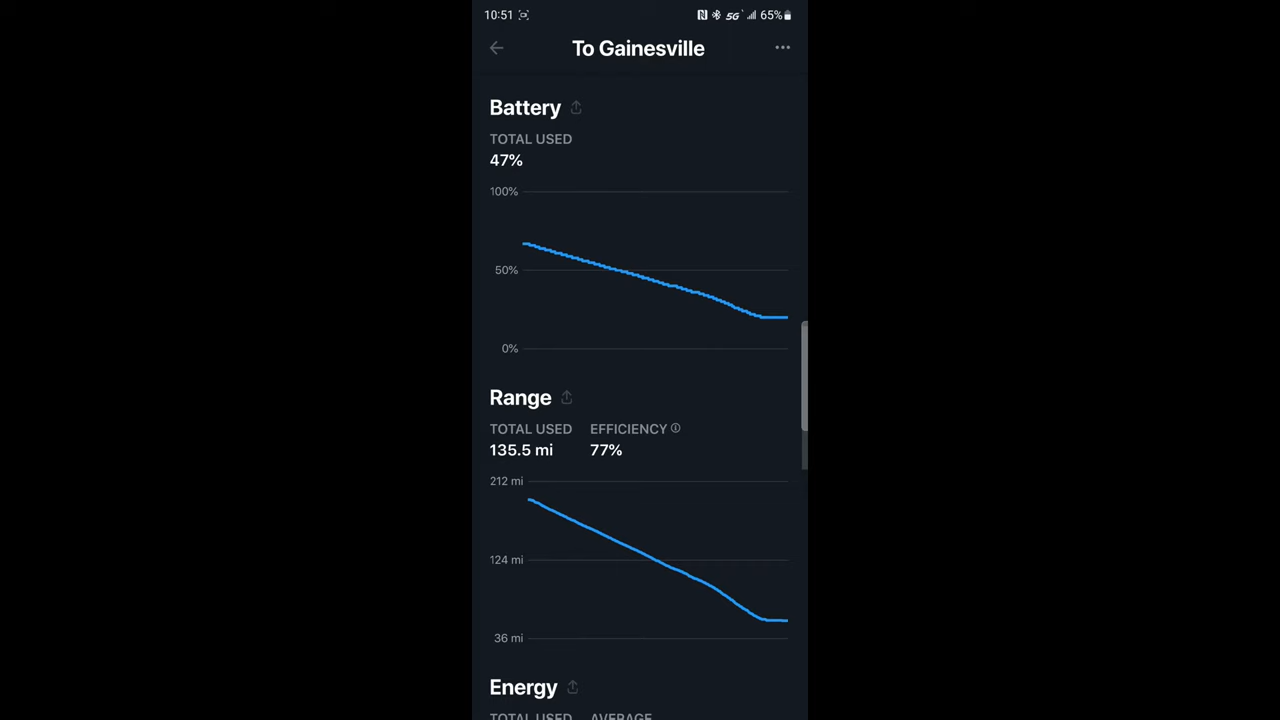 10:51 5G 65%
To Gainesville
Battery
TOTAL USED
47%
100%
50%
0%
Range
TOTAL USED EFFICIENCY
135.5 mi 77%
212 mi
124 mi
36 mi
Energy
TOTAL USED AVERAGE